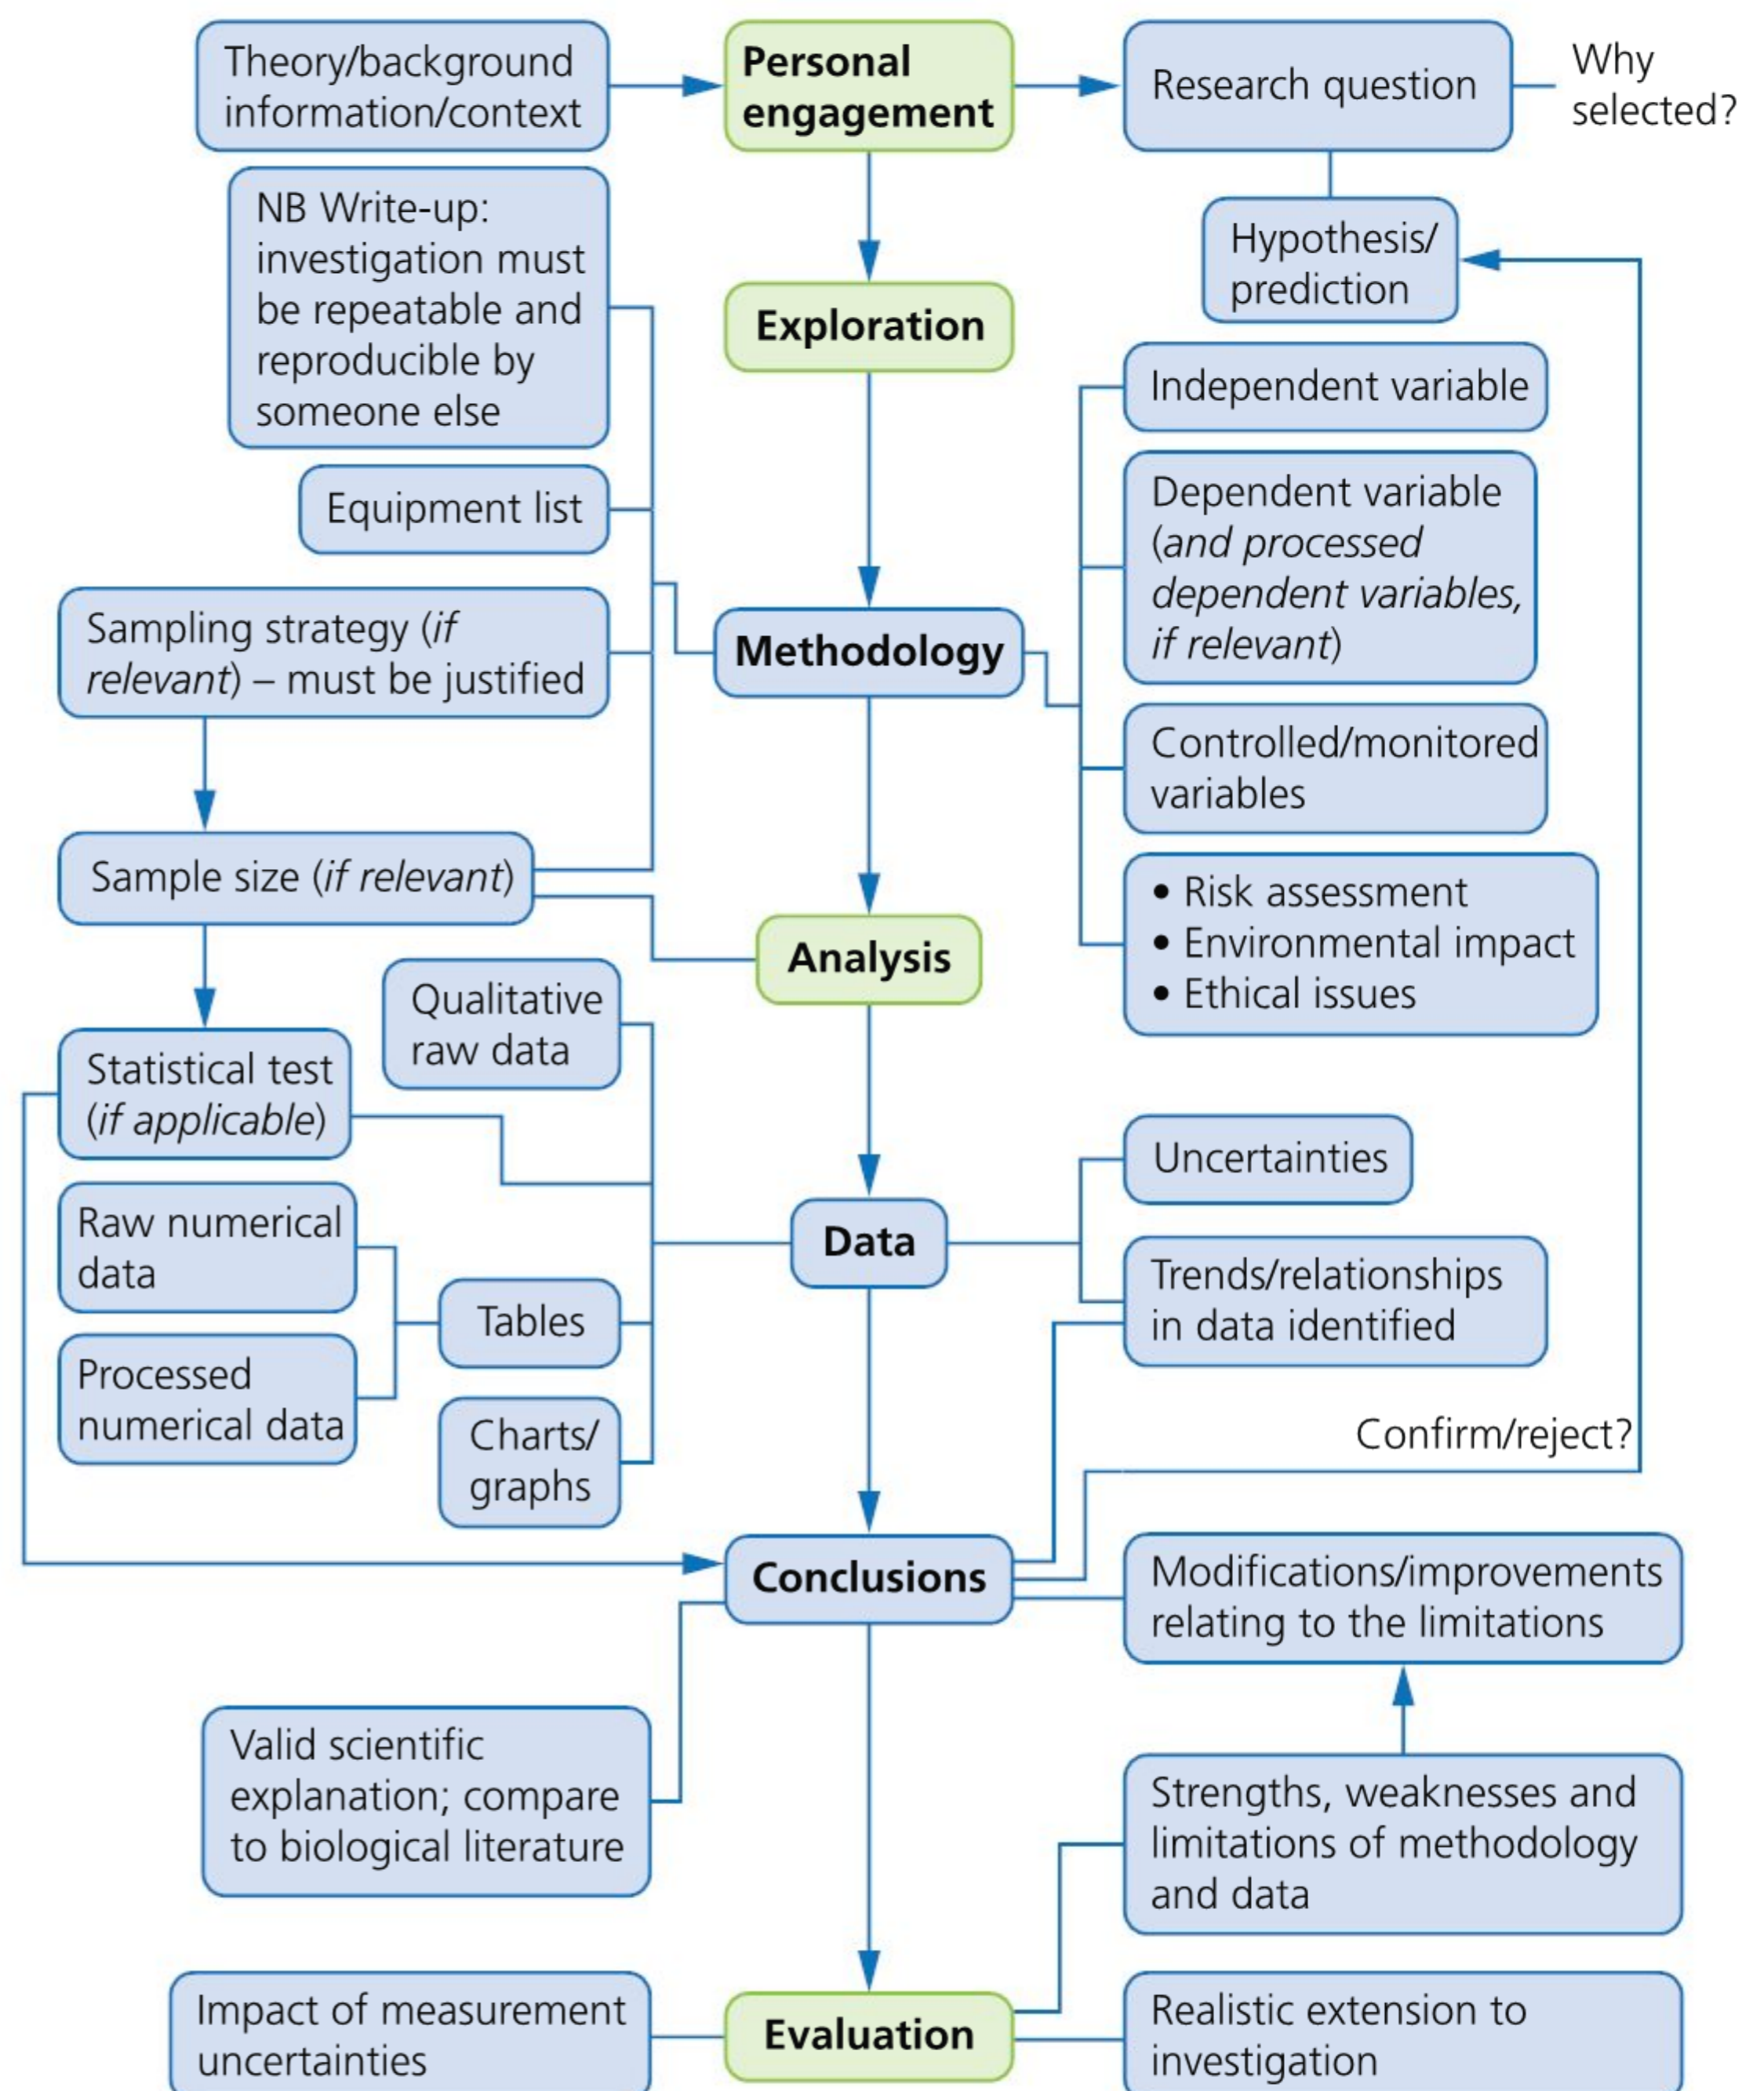 Theory/background
information/context
Personal
engagement
Research question
Why
selected?
NB Write-up:
investigation must
be repeatable and
reproducible by
someone else
Hypothesis/
prediction
Exploration
Independent variable
Equipment list
Dependent variable
(and processed
dependent variables,
if relevant)
Sampling strategy (if
relevant) – must be justified
Methodology
Controlled/monitored
variables
Sample size (if relevant)
• Risk assessment
• Environmental impact
• Ethical issues
Analysis
Qualitative
raw data
Statistical test
(if applicable)
Uncertainties
Raw numerical
data
Data
Trends/relationships
in data identified
Tables
Processed
numerical data
Charts/
graphs
Confirm/reject?
Conclusions
Modifications/improvements
relating to the limitations
Valid scientific
explanation; compare
to biological literature
Strengths, weaknesses and
limitations of methodology
and data
Impact of measurement
uncertainties
Evaluation
Realistic extension to
investigation